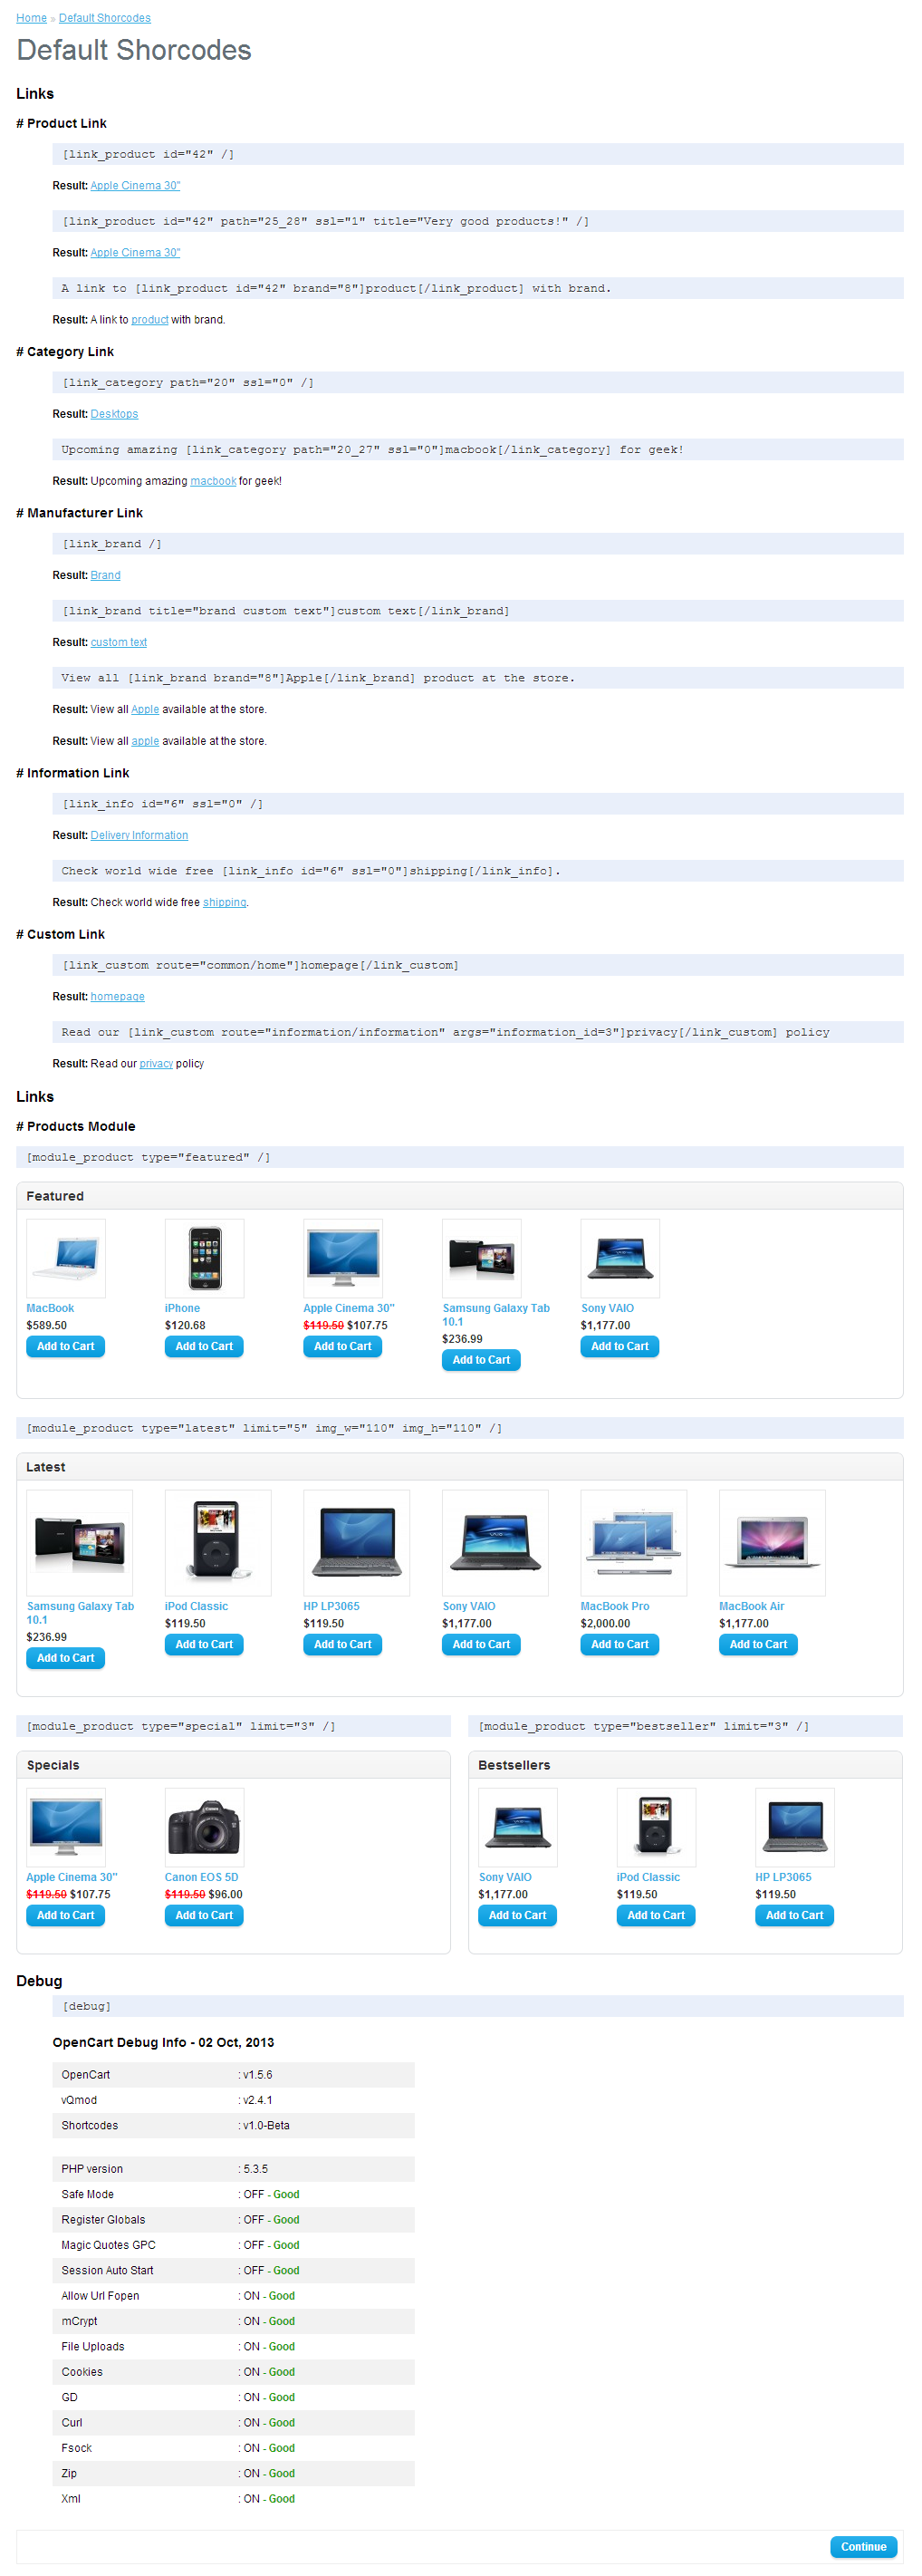 Home » Default Shorcodes
Default Shorcodes
Links
# Product Link
[link_product id="42" /]
Result: Apple Cinema 30"
[link_product id="42" path="25_28" ssl="1" title="Very good products!" /]
Result: Apple Cinema 30"
A link to [link_product id="42" brand="8"]product[/link_product] with brand.
Result: A link to product with brand.
# Category Link
[link_category path="20" ssl="0" /]
Result: Desktops
Upcoming amazing [link_category path="20_27" ssl="0"]macbook[/link_category] for geek!
Result: Upcoming amazing macbook for geek!
# Manufacturer Link
[link_brand /]
Result: Brand
[link_brand title="brand custom text"]custom text[/link_brand]
Result: custom text
View all [link_brand brand="8"]Apple[/link_brand] product at the store.
Result: View all Apple available at the store.
Result: View all apple available at the store.
# Information Link
[link_info id="6" ssl="0" /]
Result: Delivery Information
Check world wide free [link_info id="6" ssl="0"]shipping[/link_info].
Result: Check world wide free shipping.
# Custom Link
[link_custom route="common/home"]homepage[/link_custom]
Result: homepage
Read our [link_custom route="information/information" args="information_id=3"]privacy[/link_custom] policy
Result: Read our privacy policy
Links
# Products Module
[module_product type="featured" /]
Featured
MacBook
$589.50
Add to Cart
iPhone
$120.68
Add to Cart
Apple Cinema 30"
$119.50 $107.75
Add to Cart
Samsung Galaxy Tab
10.1
$236.99
Add to Cart
Sony VAIO
$1,177.00
Add to Cart
[module_product type="latest" limit="5" img_w="110" img_h="110" /]
Latest
Samsung Galaxy Tab
10.1
$236.99
Add to Cart
iPod Classic
$119.50
Add to Cart
HP LP3065
$119.50
Add to Cart
VAIO
Sony VAIO
$1,177.00
Add to Cart
MacBook Pro
$2,000.00
Add to Cart
MacBook Air
$1,177.00
Add to Cart
[module_product type="special" limit="3" /]
Specials
Apple Cinema 30"
$119.50 $107.75
Add to Cart
Canon
Canon EOS 5D
$119.50 $96.00
Add to Cart
[module_product type="bestseller" limit="3" /]
Bestsellers
Sony VAIO
$1,177.00
Add to Cart
iPod Classic
$119.50
Add to Cart
HP LP3065
$119.50
Add to Cart
Debug
[debug]
OpenCart Debug Info - 02 Oct, 2013
OpenCart : v1.5.6
vQmod : v2.4.1
Shortcodes : v1.0-Beta
PHP version : 5.3.5
Safe Mode : OFF - Good
Register Globals : OFF - Good
Magic Quotes GPC : OFF - Good
Session Auto Start : OFF - Good
Allow Url Fopen : ON - Good
mCrypt : ON - Good
File Uploads : ON - Good
Cookies : ON - Good
GD : ON - Good
Curl : ON - Good
Fsock : ON - Good
Zip : ON - Good
Xml : ON - Good
Continue